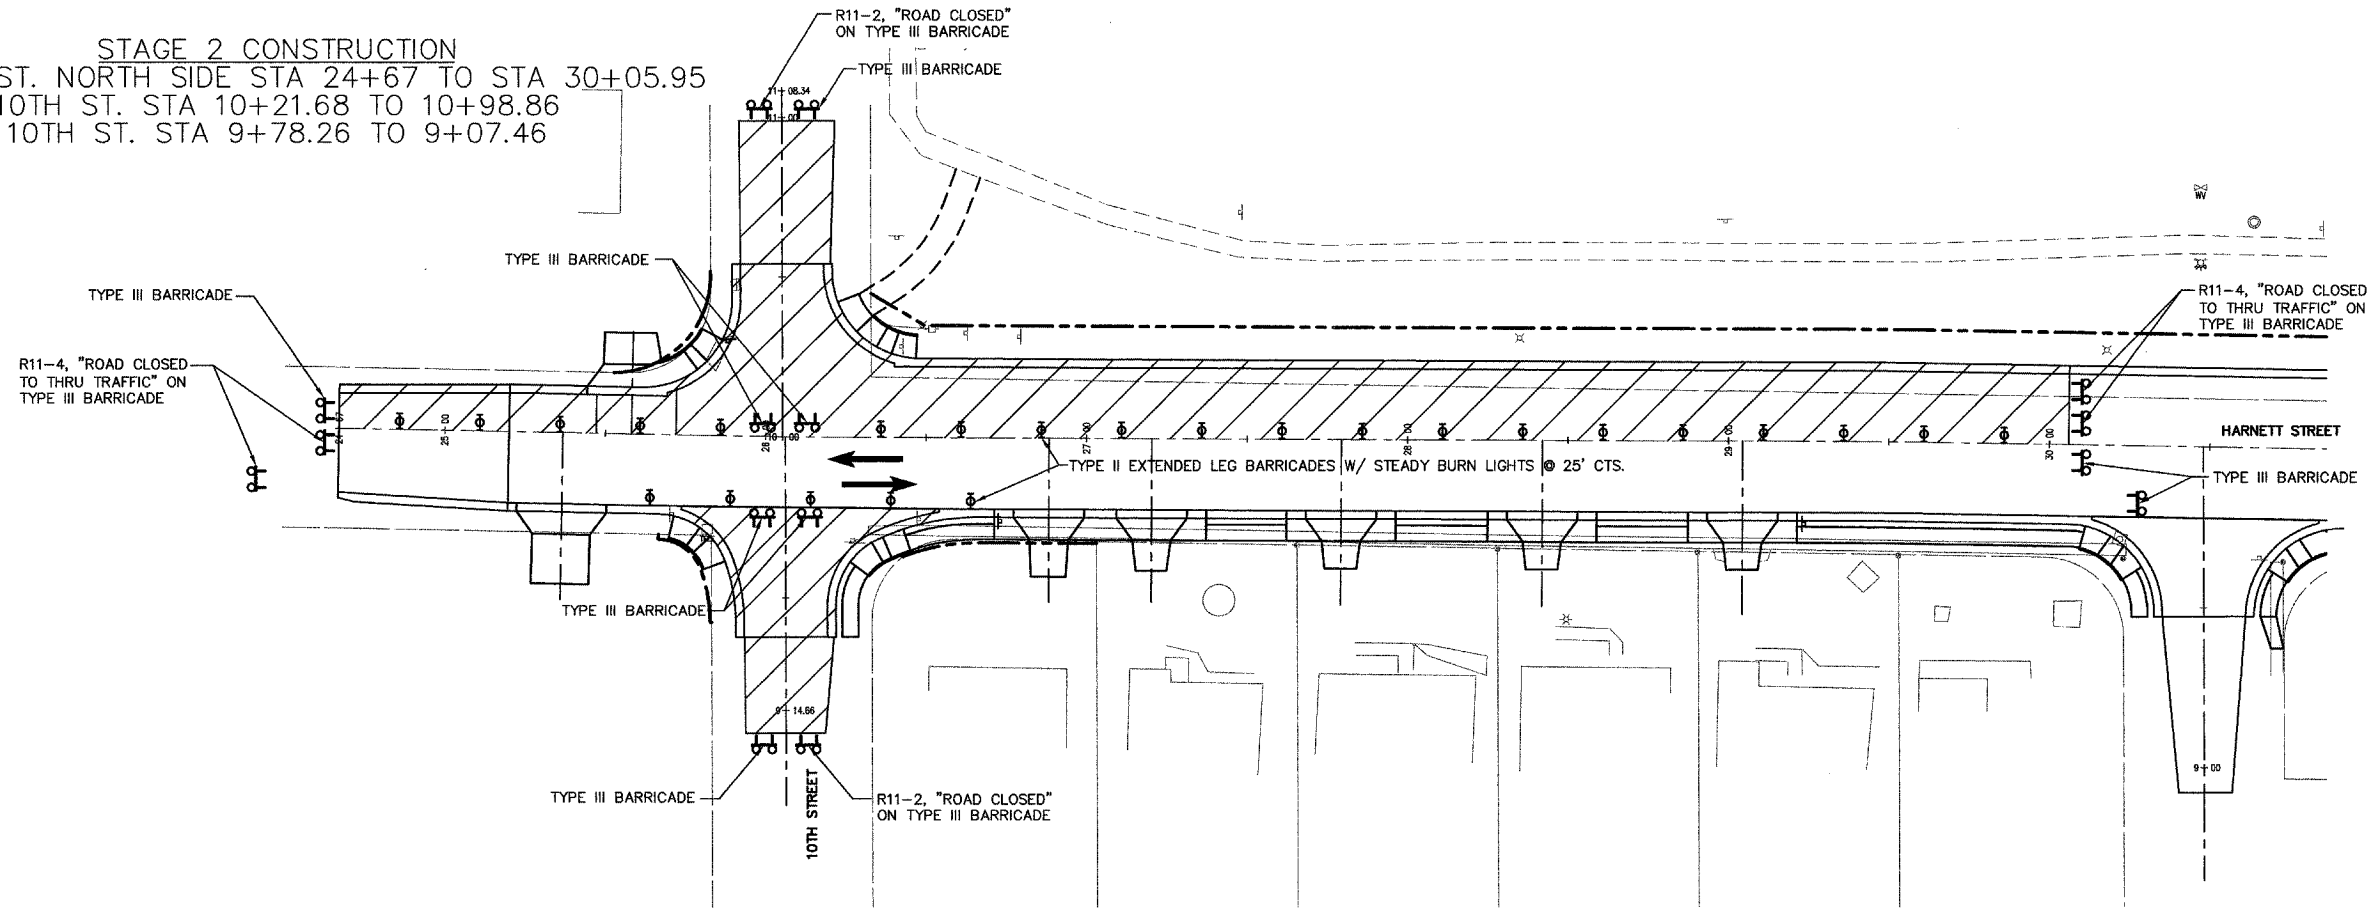 STAGE 2 CONSTRUCTION
ST. NORTH SIDE STA 24+67 TO STA 30+05.95
10TH ST. STA 10+21.68 TO 10+98.86
10TH ST. STA 9+78.26 TO 9+07.46
R11-2, "ROAD CLOSED"
ON TYPE III BARRICADE
TYPE III BARRICADE
11+08.34
11+00
WV
TYPE III BARRICADE
TYPE III BARRICADE
R11-4, "ROAD CLOSED
TO THRU TRAFFIC" ON
TYPE III BARRICADE
R11-4, "ROAD CLOSED
TO THRU TRAFFIC" ON
TYPE III BARRICADE
25+00
10+00
27+00
28+00
29+00
30+00
HARNETT STREET
TYPE II EXTENDED LEG BARRICADES W/ STEADY BURN LIGHTS @ 25' CTS.
TYPE III BARRICADE
TYPE III BARRICADE
9+14.66
9+00
TYPE III BARRICADE
10TH STREET
R11-2, "ROAD CLOSED"
ON TYPE III BARRICADE